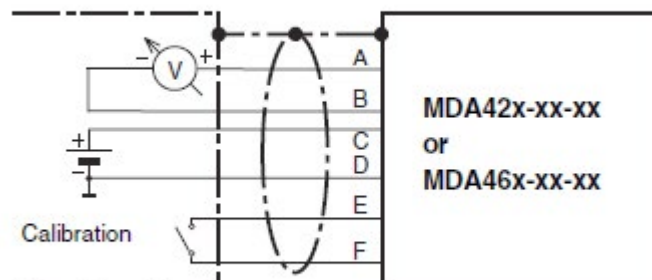 - V + A
B
MDA42x-xx-xx
+ C
or
D
-
MDA46x-xx-xx
E
Calibration
F